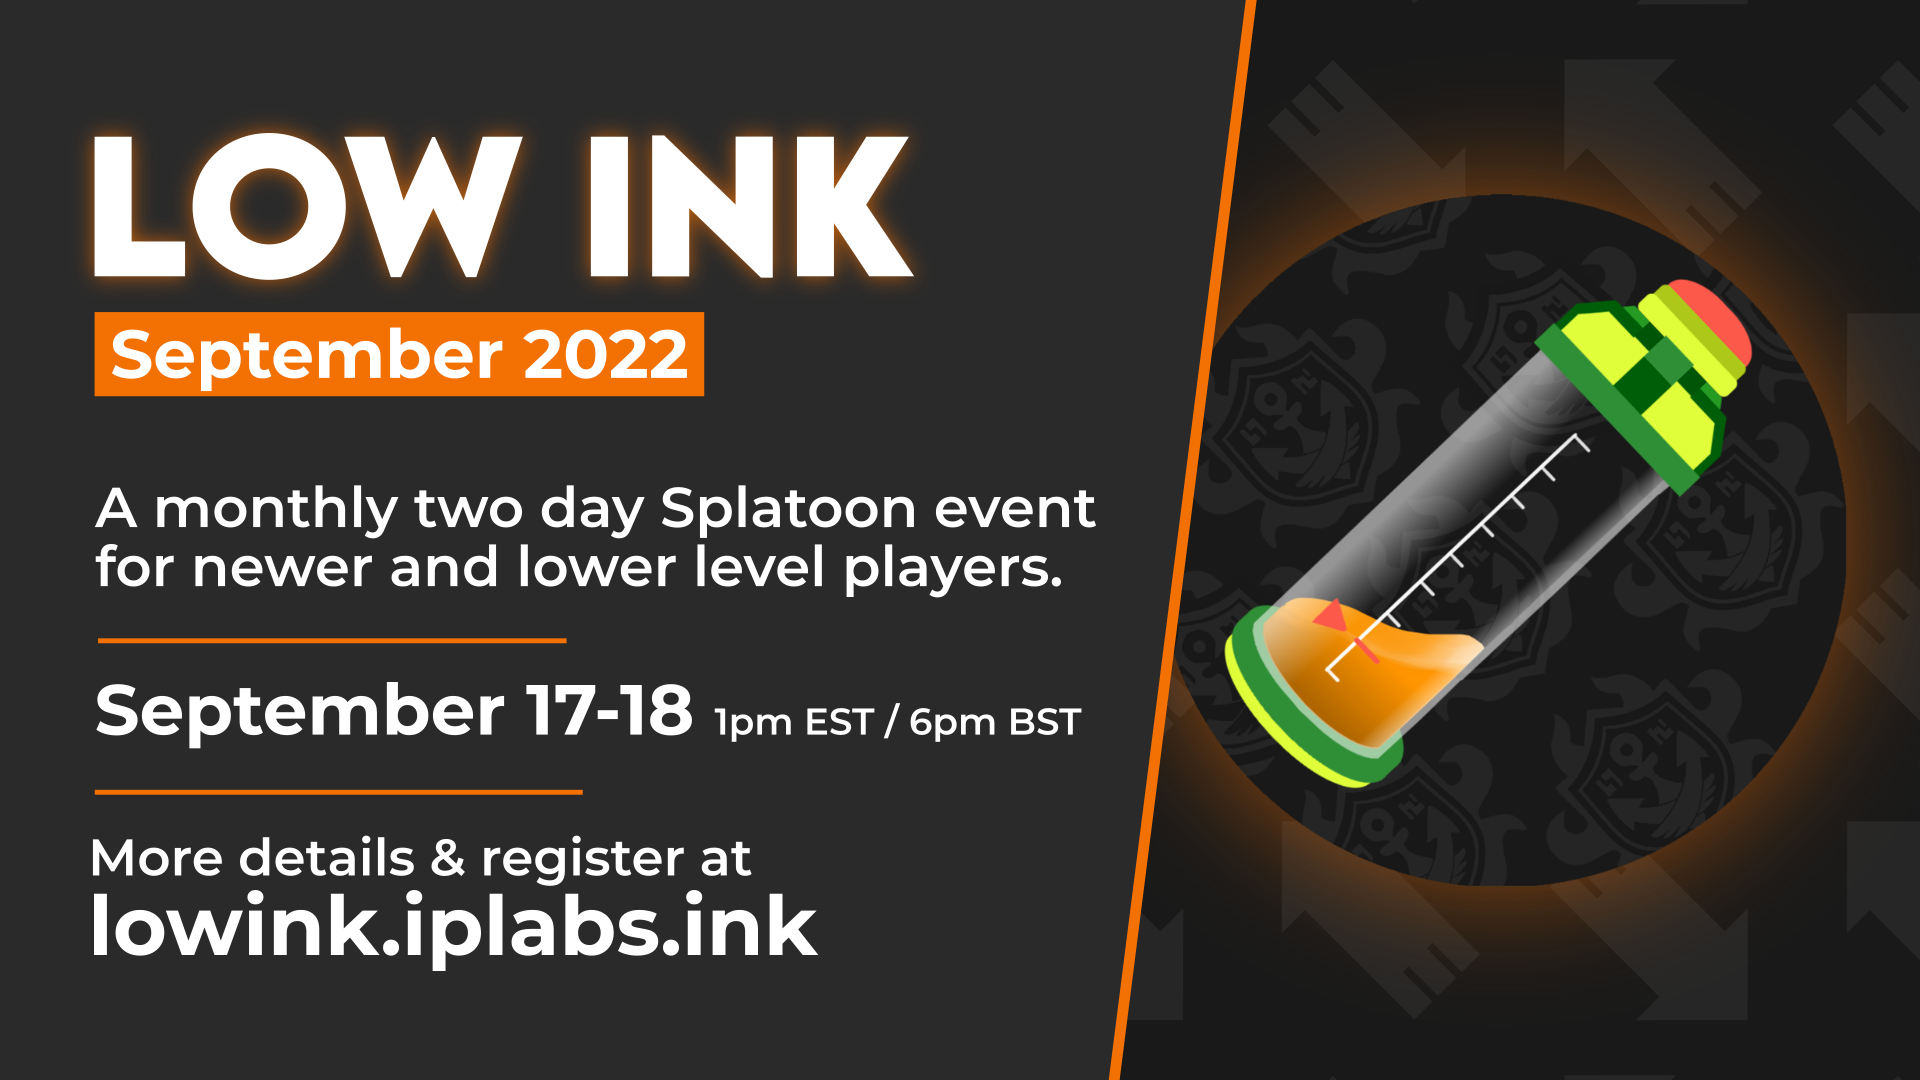 LOW INK
September 2022
A monthly two day Splatoon event
for newer and lower level players.
September 17-18 1pm EST / 6pm BST
More details & register at
lowink.iplabs.ink